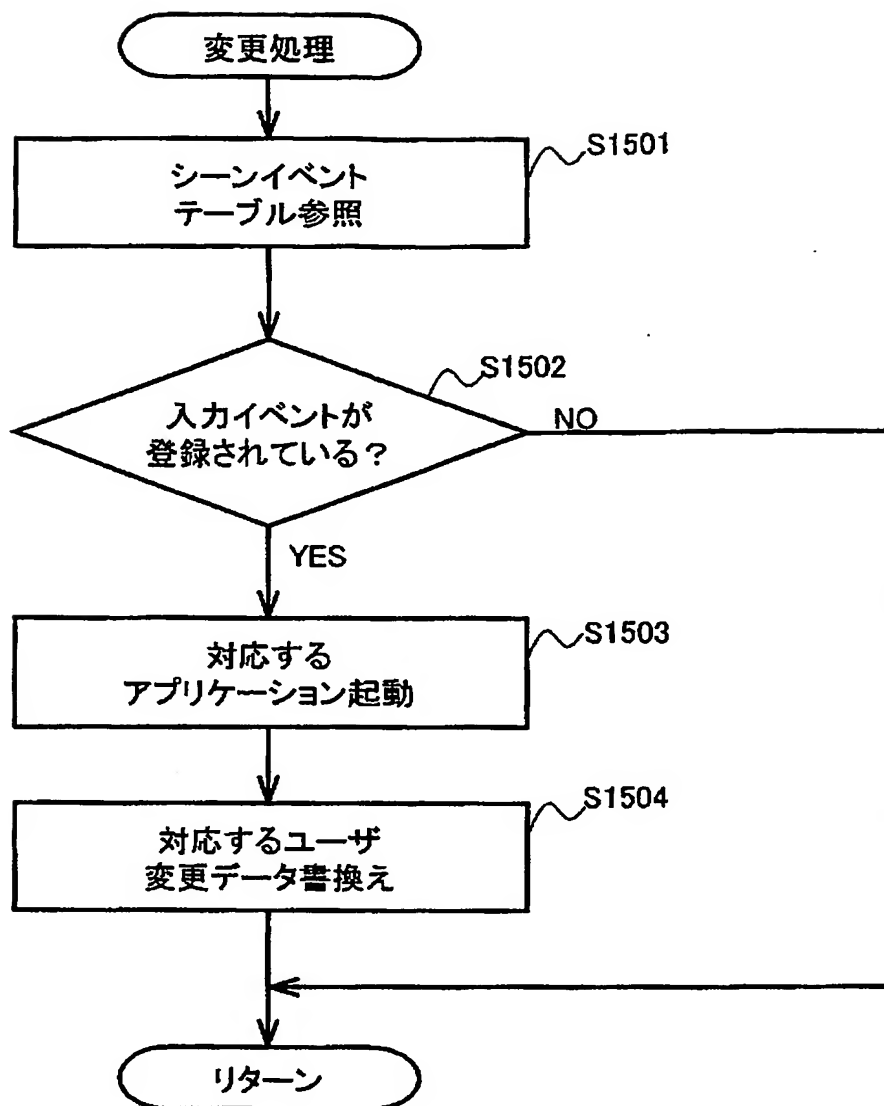 変更処理
シーンイベント
テーブル参照
S1501
入力イベントが
登録されている?
S1502
NO
YES
対応する
アプリケーション起動
S1503
対応するユーザ
変更データ書換え
S1504
リターン